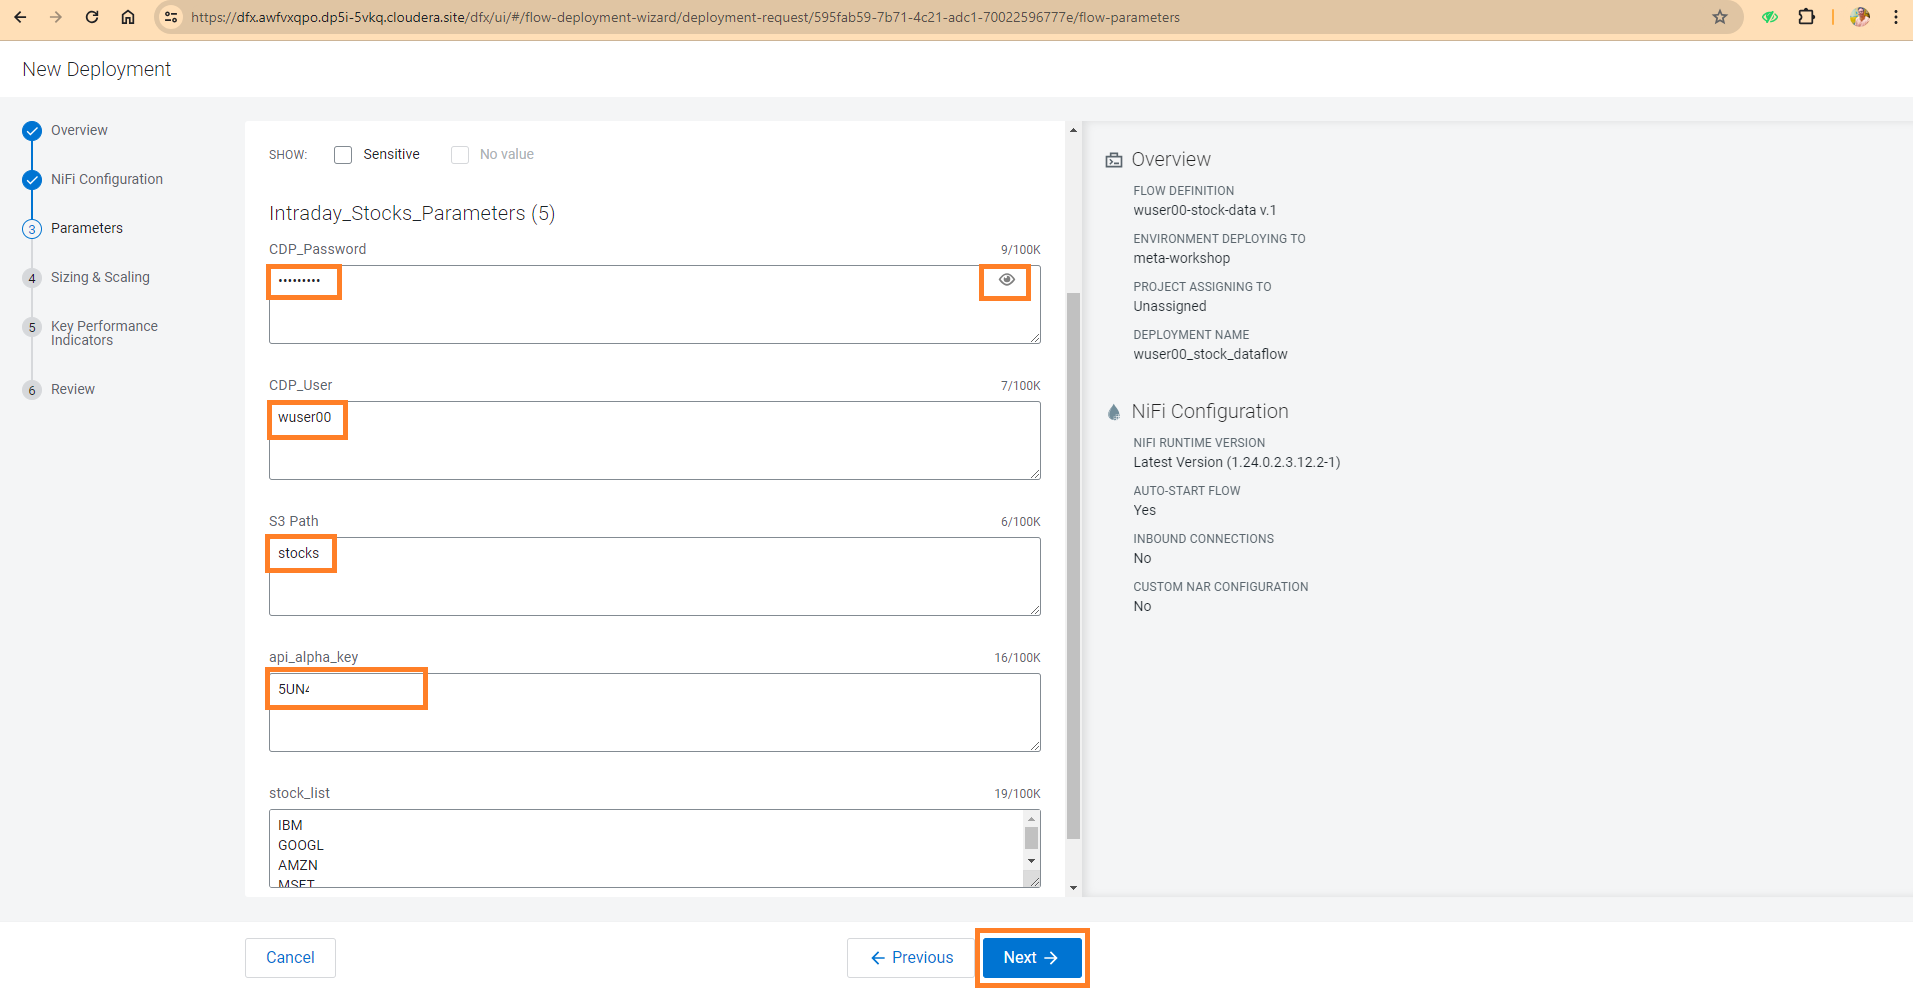 https://dfx.awfvxqpo.dp5i-5vkq.cloudera.site/dfx/ui/#/flow-deployment-wizard/deployment-request/595fab59-7b71-4c21-adc1-70022596777e/flow-parameters
New Deployment
Overview
NiFi Configuration
3 Parameters
4 Sizing & Scaling
5 Key Performance
Indicators
6 Review
SHOW: Sensitive No value
Intraday_Stocks_Parameters (5)
CDP_Password 9/100K
•••••••••
CDP_User 7/100K
wuser00
S3 Path 6/100K
stocks
api_alpha_key 16/100K
5UN4
stock_list 19/100K
IBM
GOOGL
AMZN
MSFT
Cancel
Previous
Next
Overview
FLOW DEFINITION
wuser00-stock-data v.1
ENVIRONMENT DEPLOYING TO
meta-workshop
PROJECT ASSIGNING TO
Unassigned
DEPLOYMENT NAME
wuser00_stock_dataflow
NiFi Configuration
NIFI RUNTIME VERSION
Latest Version (1.24.0.2.3.12.2-1)
AUTO-START FLOW
Yes
INBOUND CONNECTIONS
No
CUSTOM NAR CONFIGURATION
No